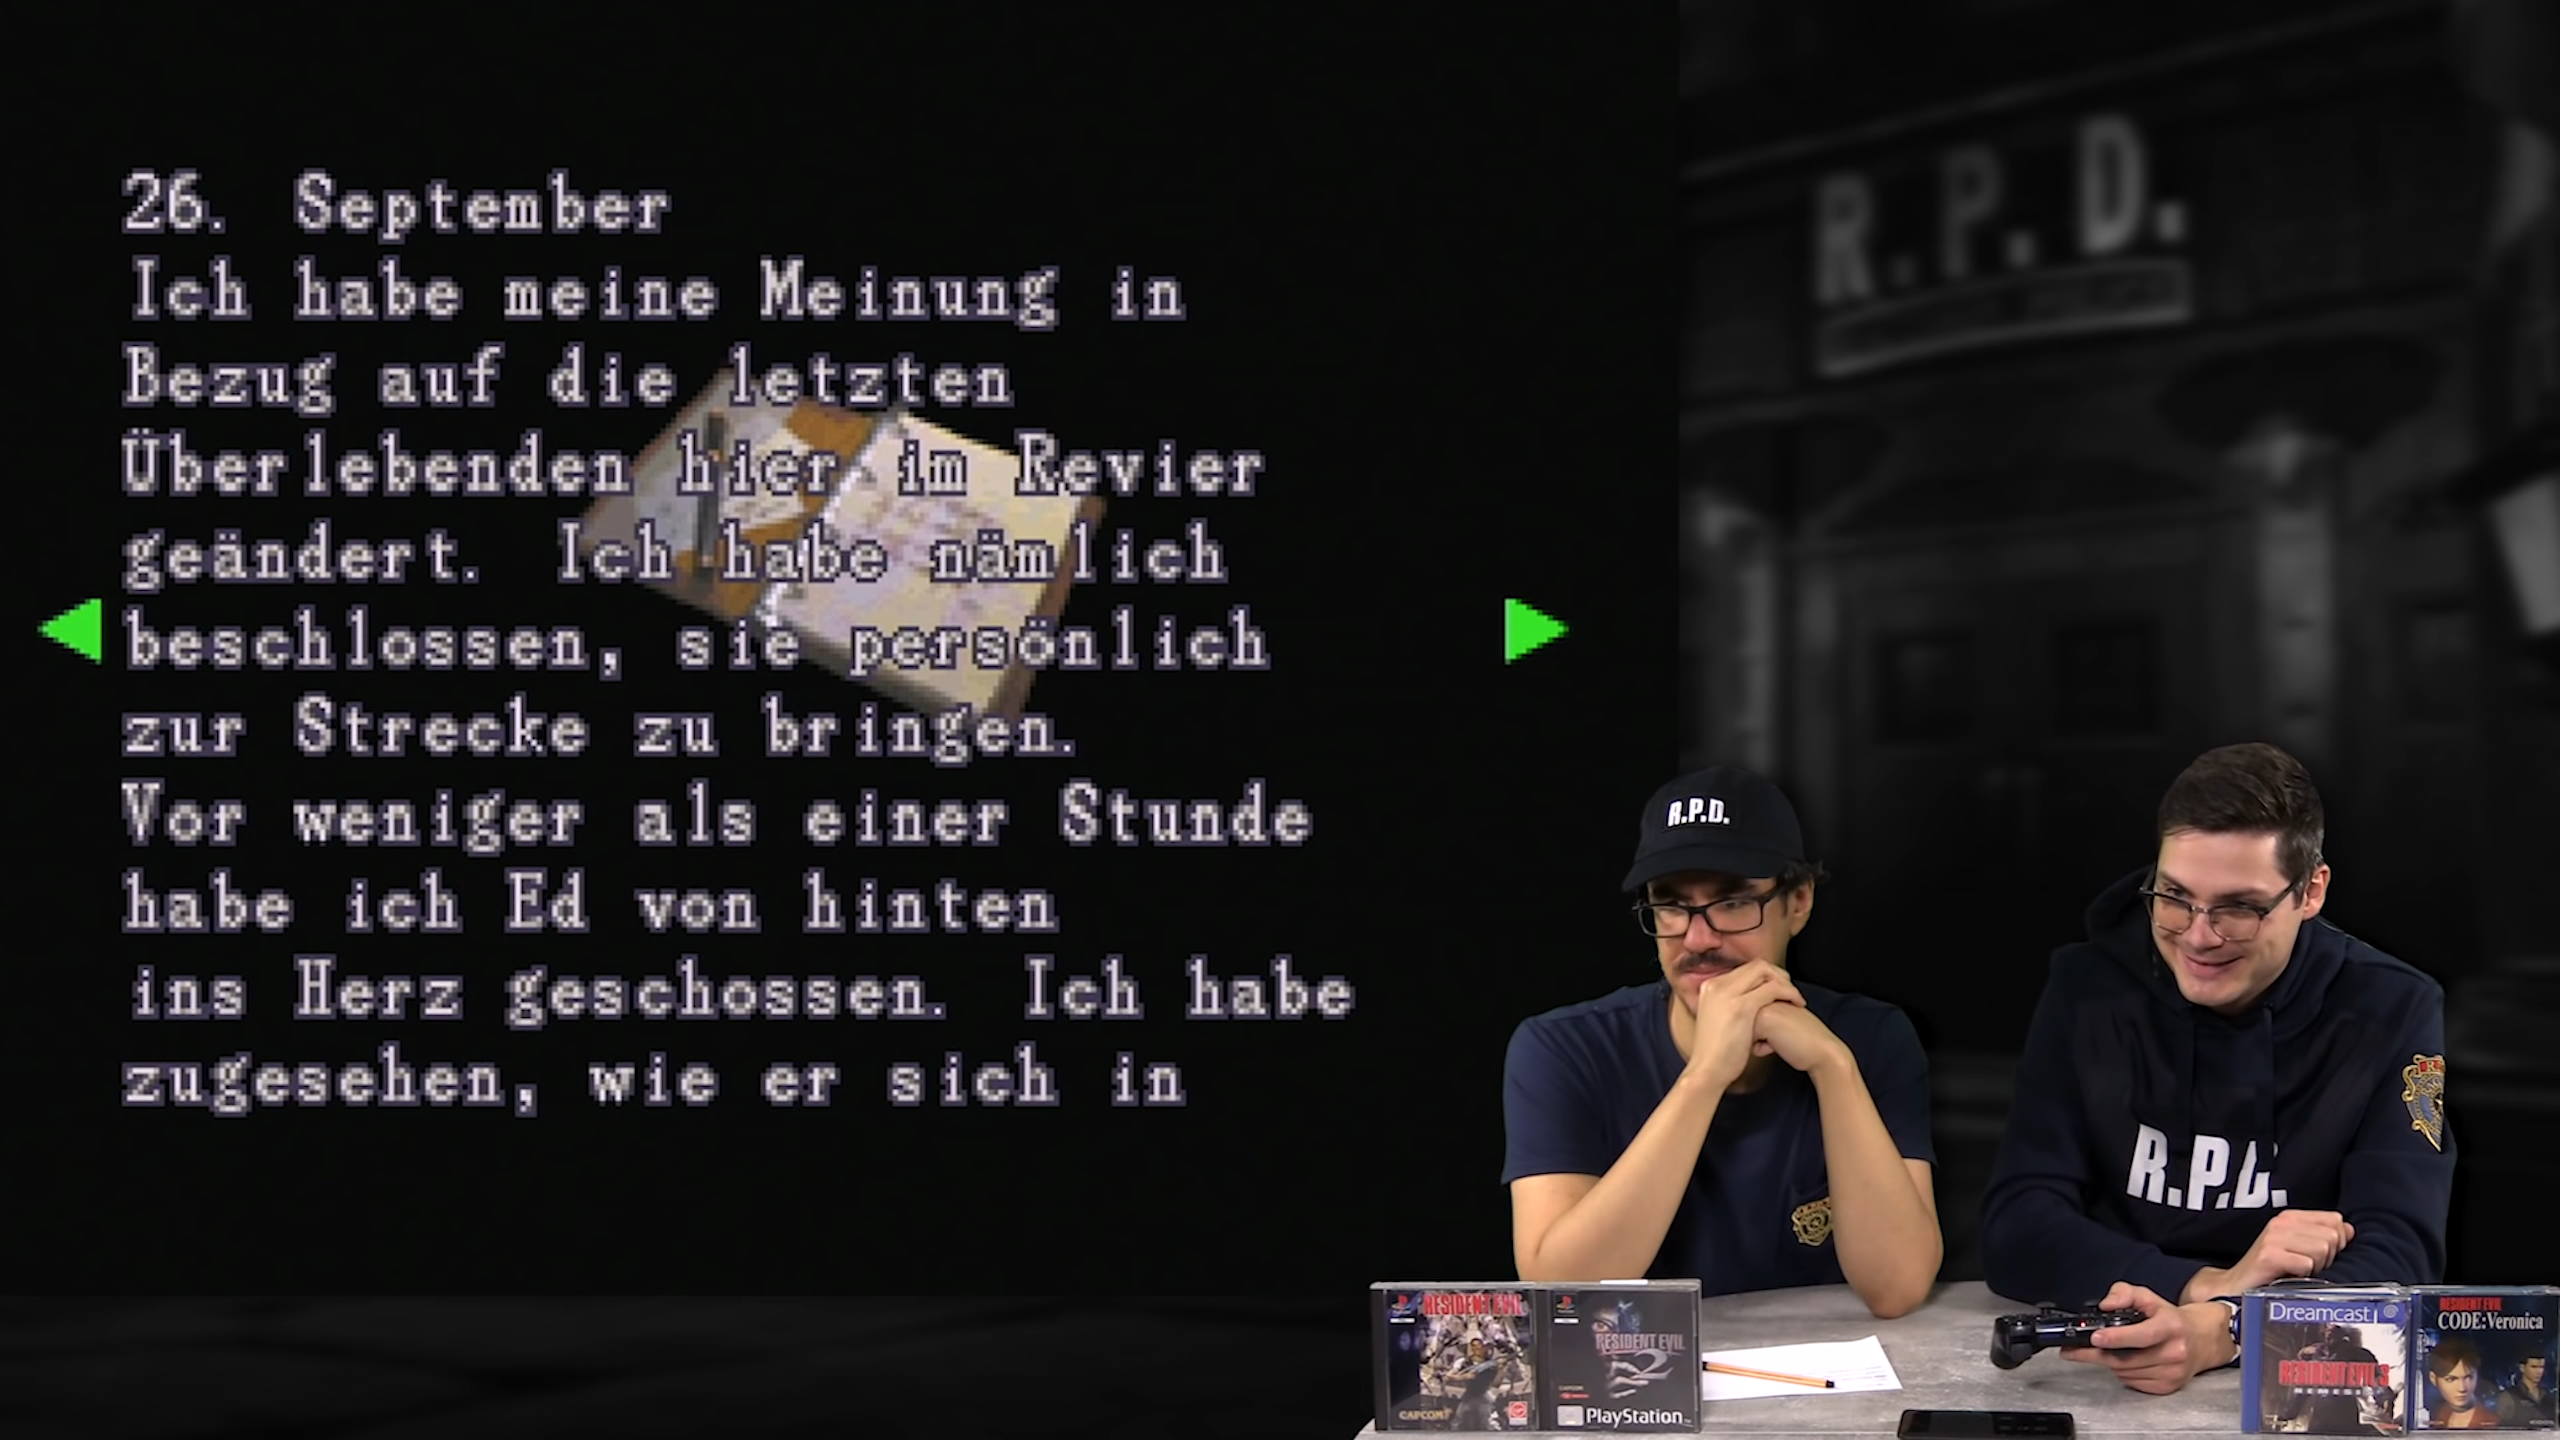 26. September
Ich habe meine Meinung in
Bezug auf die letzten
Überlebenden hier im Revier
geändert. Ich habe nämlich
beschlossen, sie persönlich
zur Strecke zu bringen.
Vor weniger als einer Stunde
habe ich Ed von hinten
ins Herz geschossen. Ich habe
zugesehen, wie er sich in
R.P.D.
R.P.D.
R.P.D.
RESIDENT EVIL
CAPCOM
RESIDENT EVIL
2
PlayStation
Dreamcast
RESIDENT EVIL 3
NEMESIS
RESIDENT EVIL
CODE:Veronica